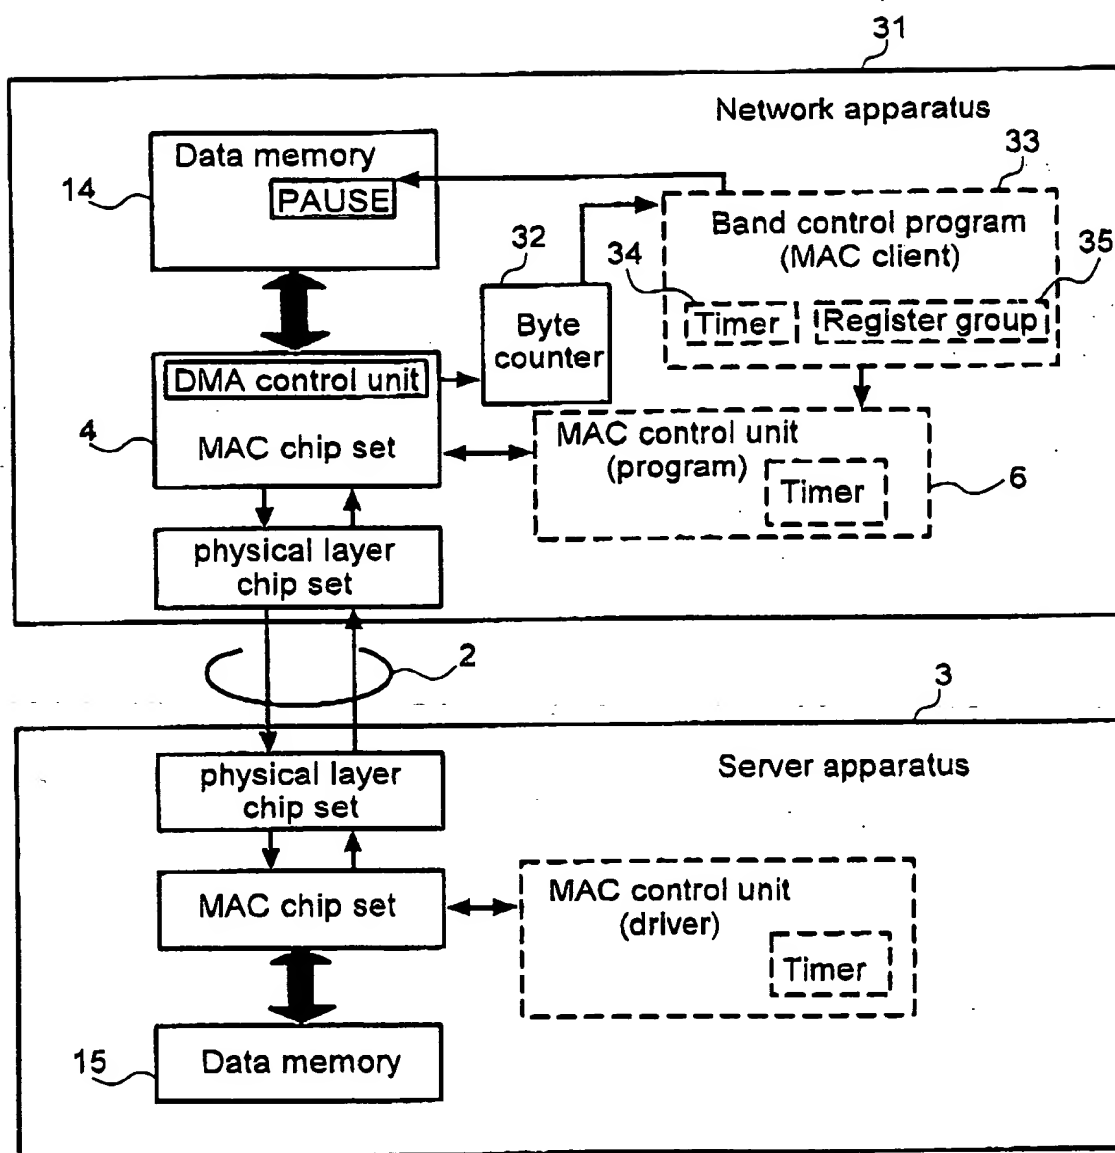 31
Network apparatus
Data memory
PAUSE
14
33
Band control program
(MAC client)
34
35
Timer
Register group
32
Byte
counter
DMA control unit
4
MAC chip set
MAC control unit
(program)
Timer
6
physical layer
chip set
2
3
Server apparatus
physical layer
chip set
MAC chip set
MAC control unit
(driver)
Timer
15
Data memory